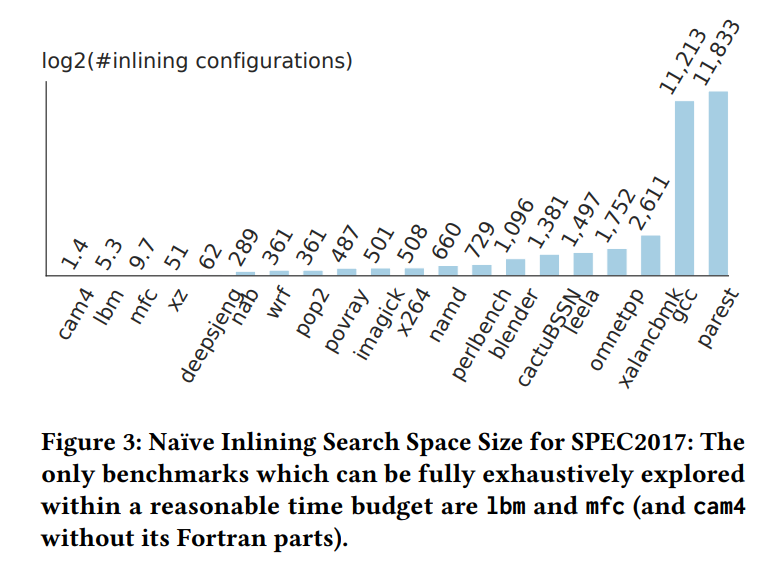 log2(#inlining configurations)
1.4 5.3 9.7 51 62 289 361 361 487 501 508 660 729 1,096 1,381 1,497 1,752 2,611 11,213 11,833
cam4 lbm mfc xz deepsjeng nab wrf pop2 povray imagick x264 namd perlbench blender cactuBSSN leela omnetpp xalancbmk gcc parest
Figure 3: Naïve Inlining Search Space Size for SPEC2017: The
only benchmarks which can be fully exhaustively explored
within a reasonable time budget are lbm and mfc (and cam4
without its Fortran parts).